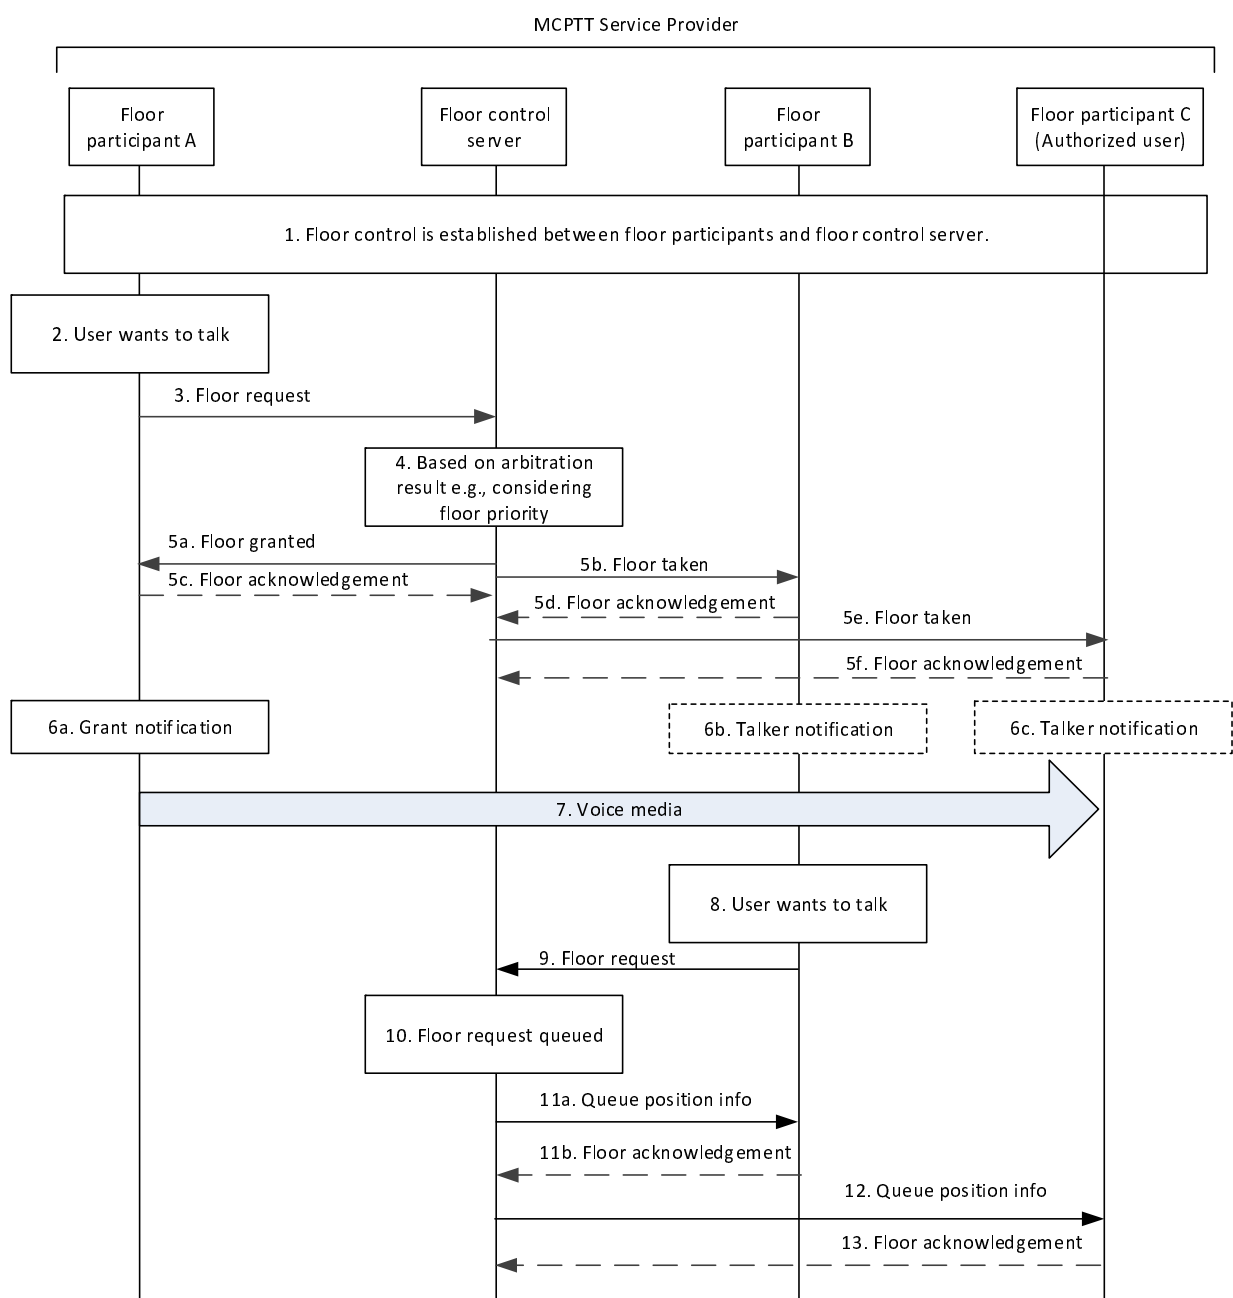 MCPTT Service Provider
Floor
participant A
Floor control
server
Floor
participant B
Floor participant C
(Authorized user)
1. Floor control is established between floor participants and floor control server.
2. User wants to talk
3. Floor request
4. Based on arbitration
result e.g., considering
floor priority
5a. Floor granted
5b. Floor taken
5c. Floor acknowledgement
5d. Floor acknowledgement
5e. Floor taken
5f. Floor acknowledgement
6a. Grant notification
6b. Talker notification
6c. Talker notification
7. Voice media
8. User wants to talk
9. Floor request
10. Floor request queued
11a. Queue position info
11b. Floor acknowledgement
12. Queue position info
13. Floor acknowledgement